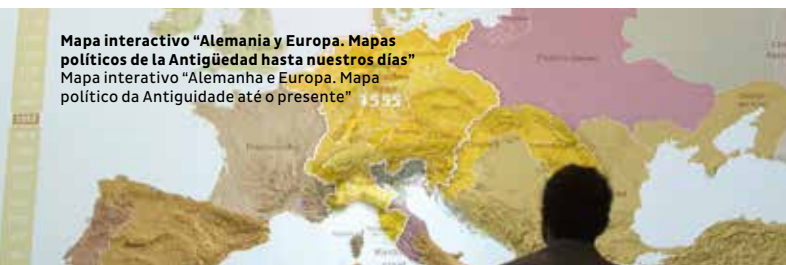 Mapa interactivo “Alemania y Europa. Mapas
políticos de la Antigüedad hasta nuestros días”
Mapa interativo “Alemanha e Europa. Mapa
político da Antiguidade até o presente”
1555